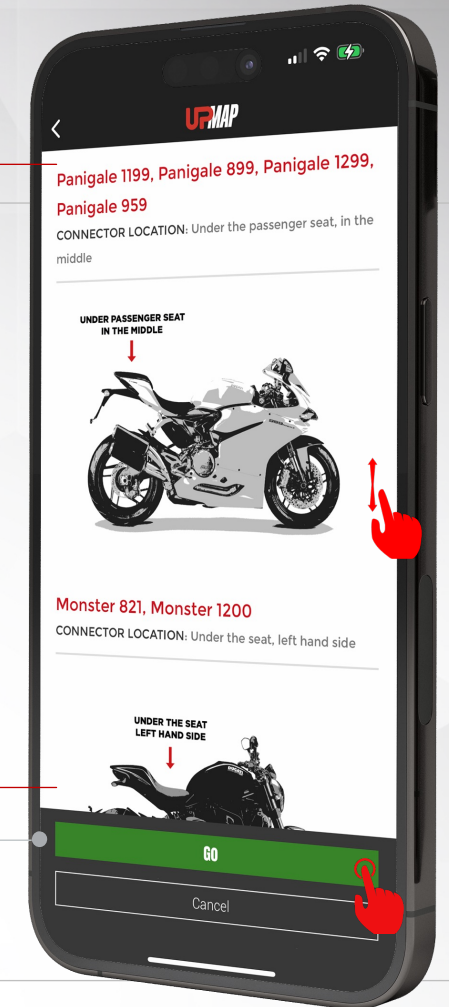 UPMAP
Panigale 1199, Panigale 899, Panigale 1299,
Panigale 959
CONNECTOR LOCATION: Under the passenger seat, in the
middle
UNDER PASSENGER SEAT
IN THE MIDDLE
Monster 821, Monster 1200
CONNECTOR LOCATION: Under the seat, left hand side
UNDER THE SEAT
LEFT HAND SIDE
GO
Cancel